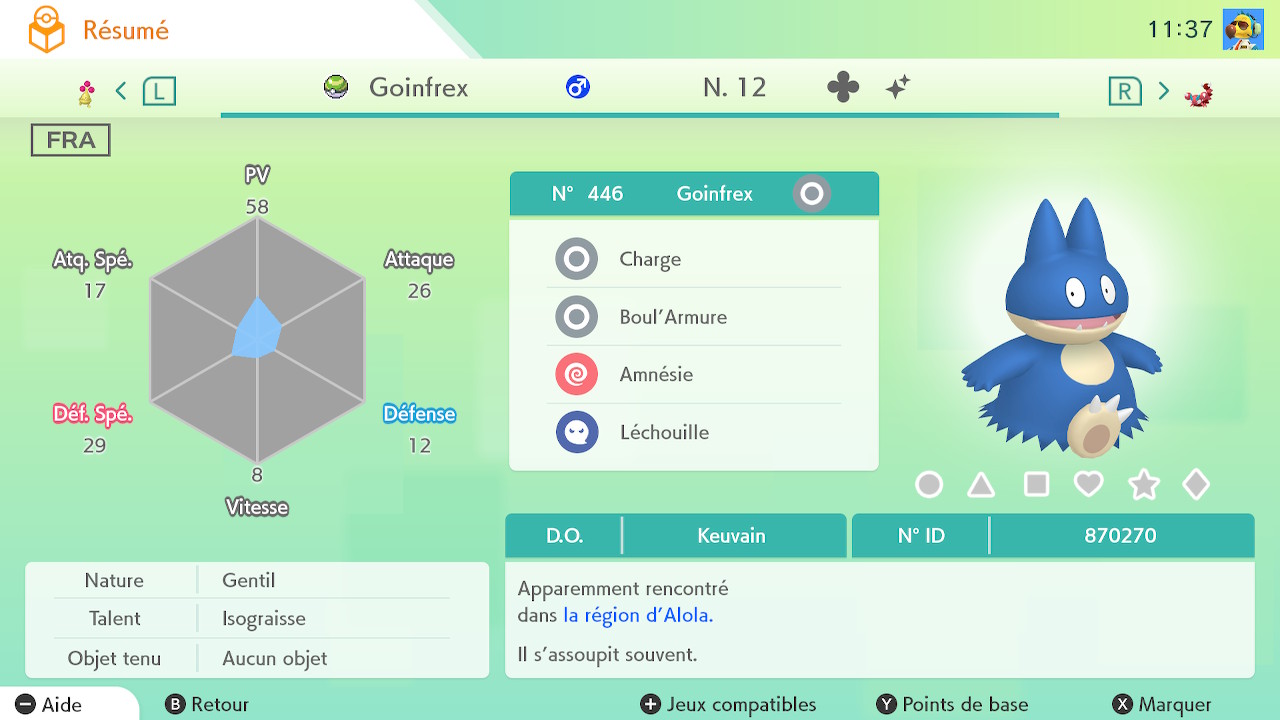 Résumé
11:37
L
Goinfrex
N. 12
R
FRA
PV
58
Atq. Spé.
17
Attaque
26
Déf. Spé.
29
Défense
12
8
Vitesse
N° 446 Goinfrex
Charge
Boul'Armure
Amnésie
Léchouille
D.O. Keuvain
N° ID 870270
Nature Gentil
Talent Isograisse
Objet tenu Aucun objet
Apparemment rencontré
dans la région d'Alola.
Il s'assoupit souvent.
Aide
B Retour
Jeux compatibles
Y Points de base
X Marquer